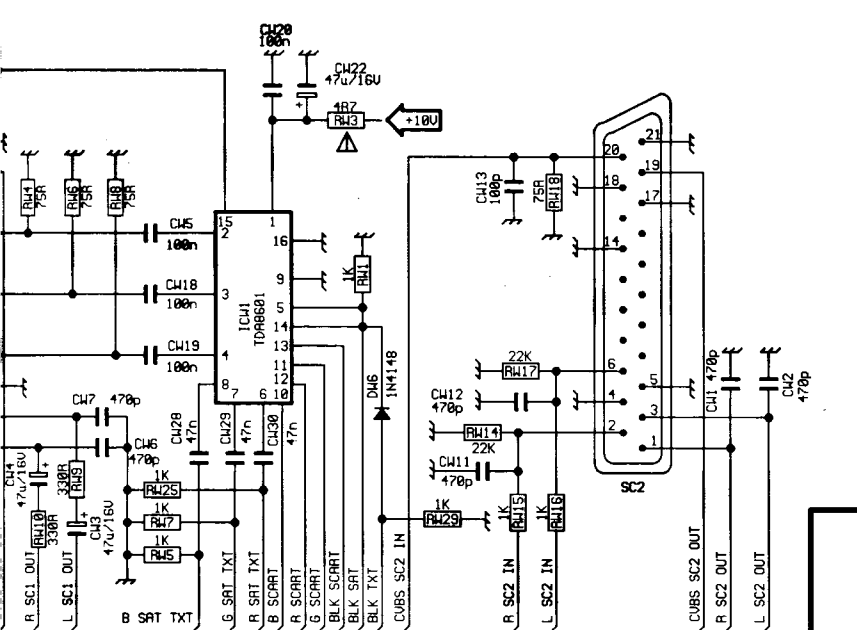 CW20
100n
CW22
47u/16V
4R7
RW3
+10V
21
20
19
18
17
14
CW13
100p
75R
RW18
RW4
75R
RW6
75R
RW8
75R
CW5
100n
15
2
1
16
1K
RW1
9
CW18
100n
3
5
ICW1
TDA8601
14
CW19
100n
4
13
11
8
12
7
6
10
DW6
1N4148
22K
RW17
6
CW12
470p
5
4
CW1
470p
CW2
470p
3
RW14
22K
2
1
CW11
470p
SC2
CW7
470p
CW28
47n
CW29
47n
CW30
47n
CW6
470p
CW4
47u/16V
330R
RW9
1K
RW25
1K
RW7
1K
RW5
RW10
330R
CW3
47u/16V
1K
RW29
1K
RW15
1K
RW16
R SC1 OUT
L SC1 OUT
B SAT TXT
G SAT TXT
R SAT TXT
B SCART
R SCART
G SCART
BLK SCART
BLK SAT
BLK TXT
CVBS SC2 IN
R SC2 IN
L SC2 IN
CVBS SC2 OUT
R SC2 OUT
L SC2 OUT